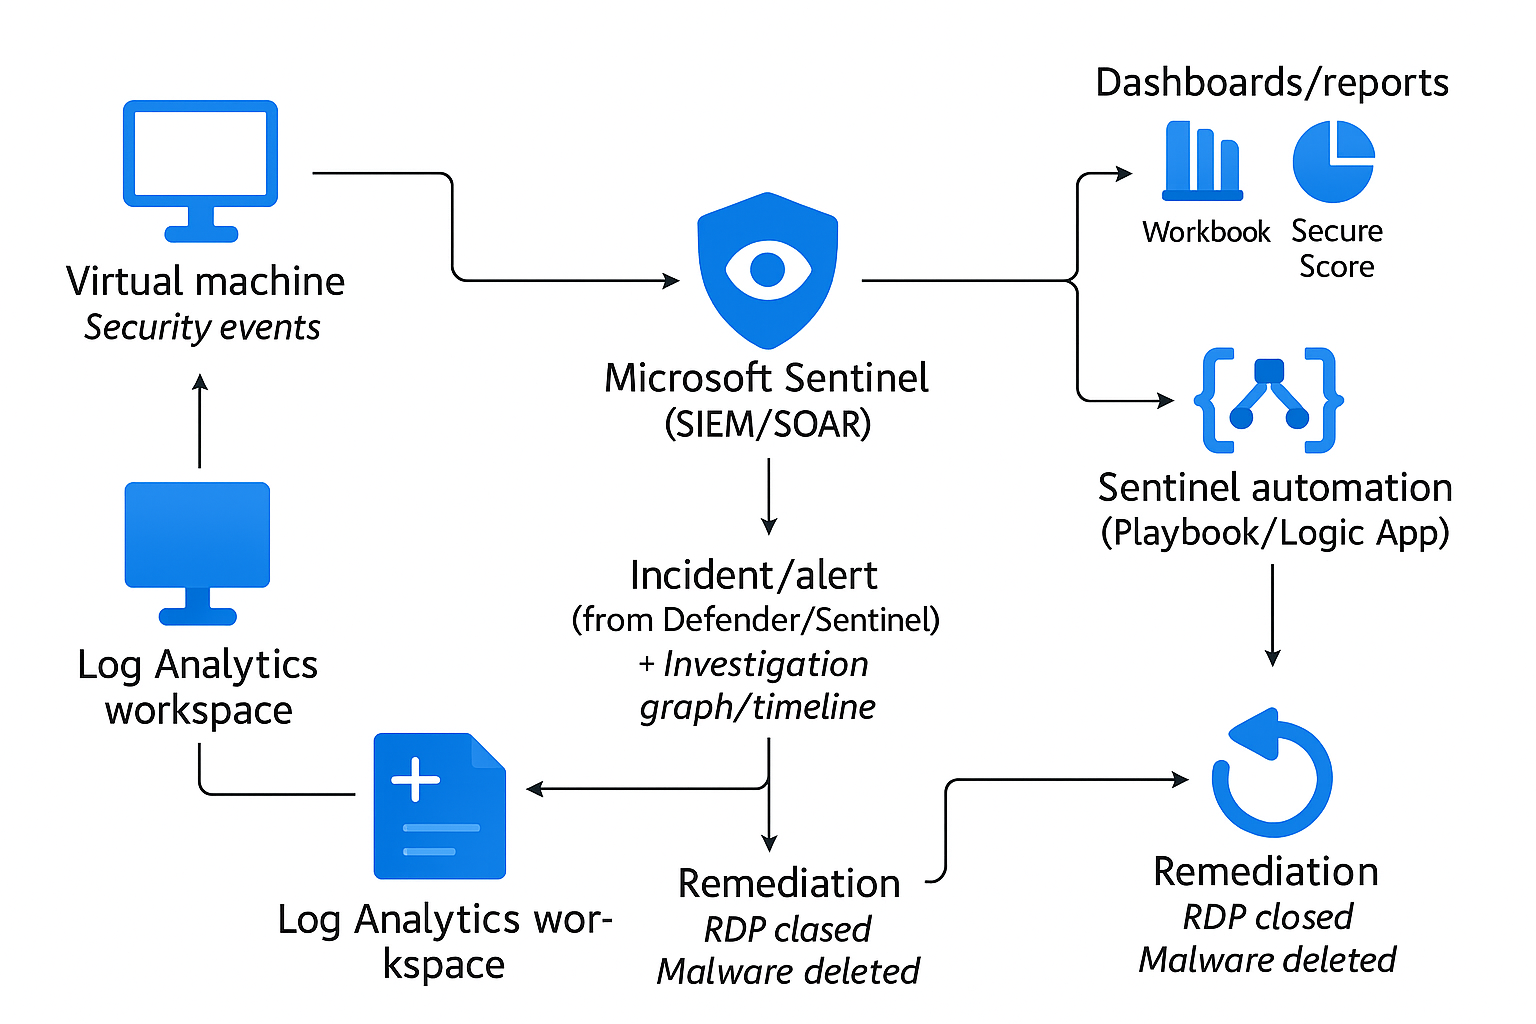 Dashboards/reports
Workbook
Secure
Score
Virtual machine
Security events
Microsoft Sentinel
(SIEM/SOAR)
Sentinel automation
(Playbook/Logic App)
Incident/alert
(from Defender/Sentinel)
+ Investigation
graph/timeline
Log Analytics
workspace
Log Analytics wor-
kspace
Remediation
RDP clased
Malware deleted
Remediation
RDP closed
Malware deleted